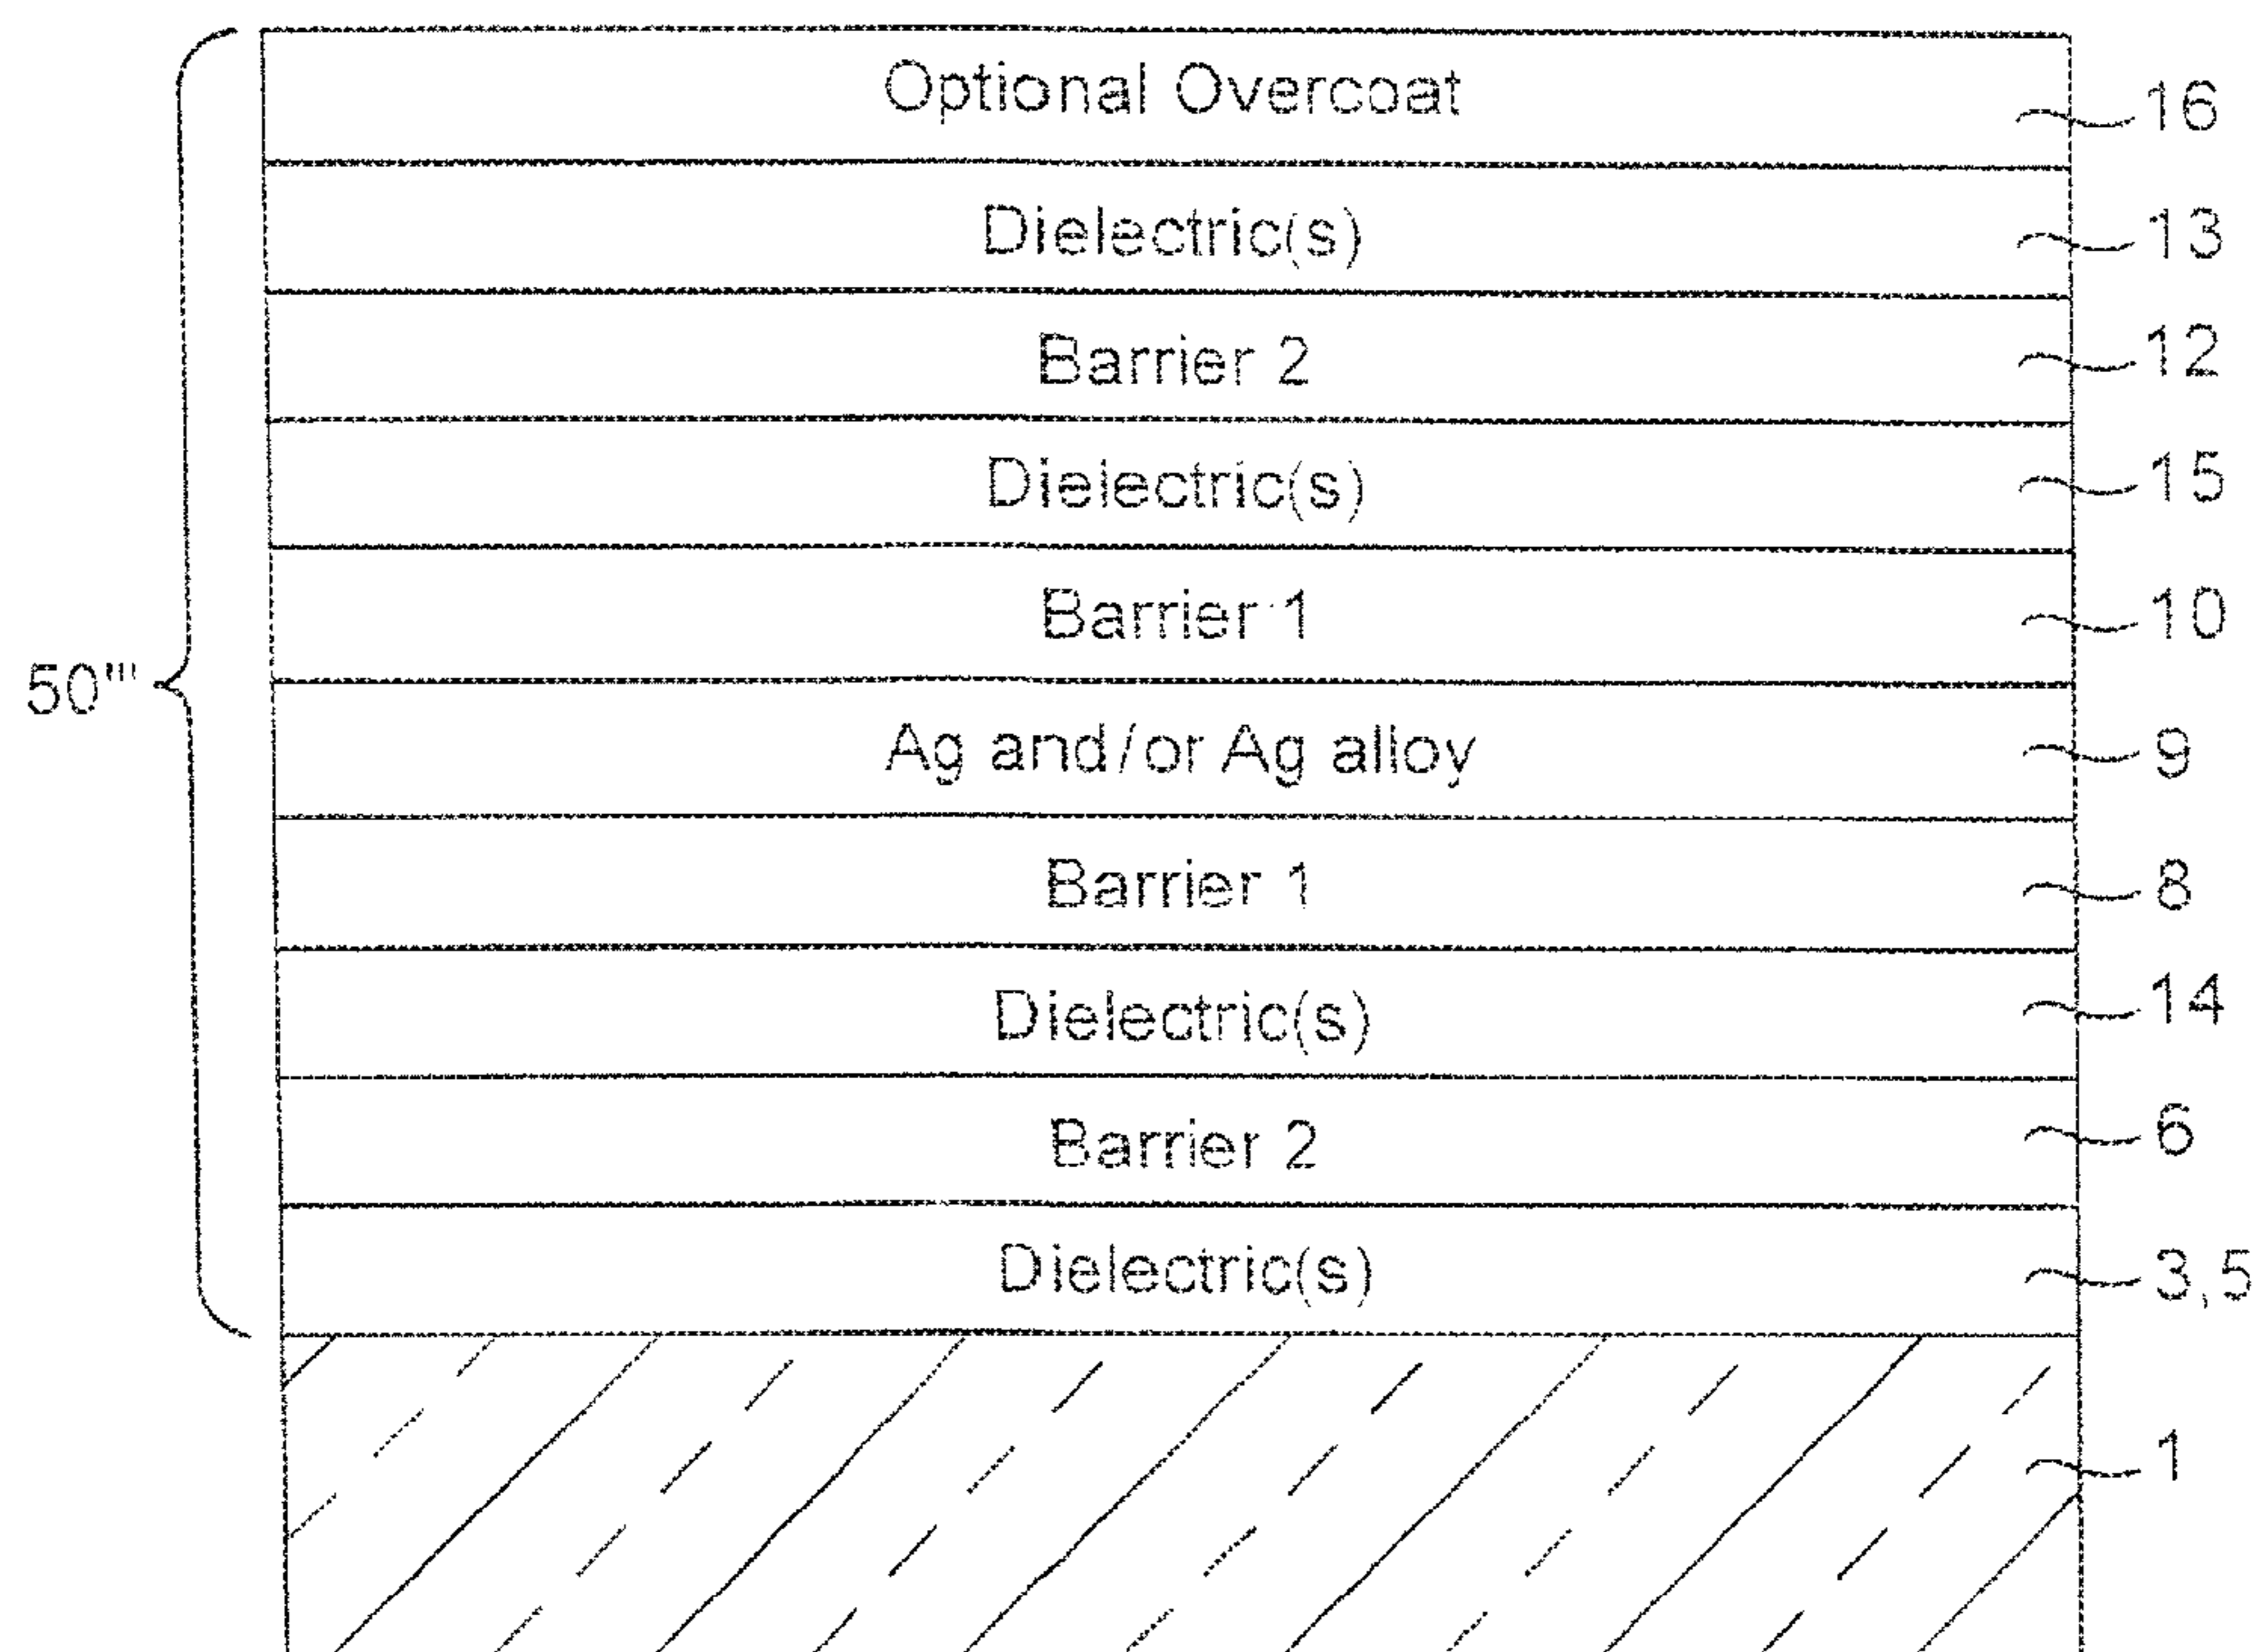 Optional Overcoat 16
Dielectric(s) 13
Barrier 2 12
Dielectric(s) 15
Barrier 1 10
50'''
Ag and/or Ag alloy 9
Barrier 1 8
Dielectric(s) 14
Barrier 2 6
Dielectric(s) 3,5
1